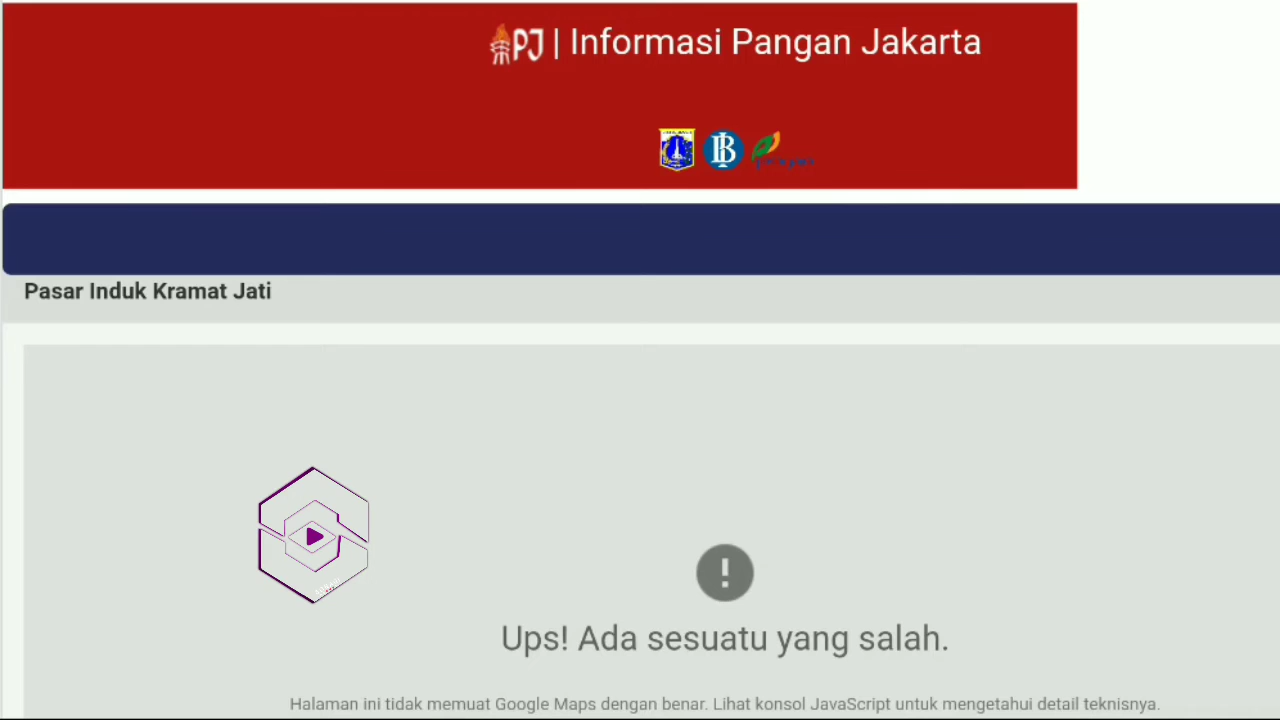 PJ | Informasi Pangan Jakarta
Pasar Induk Kramat Jati
Ups! Ada sesuatu yang salah.
Halaman ini tidak memuat Google Maps dengan benar. Lihat konsol JavaScript untuk mengetahui detail teknisnya.